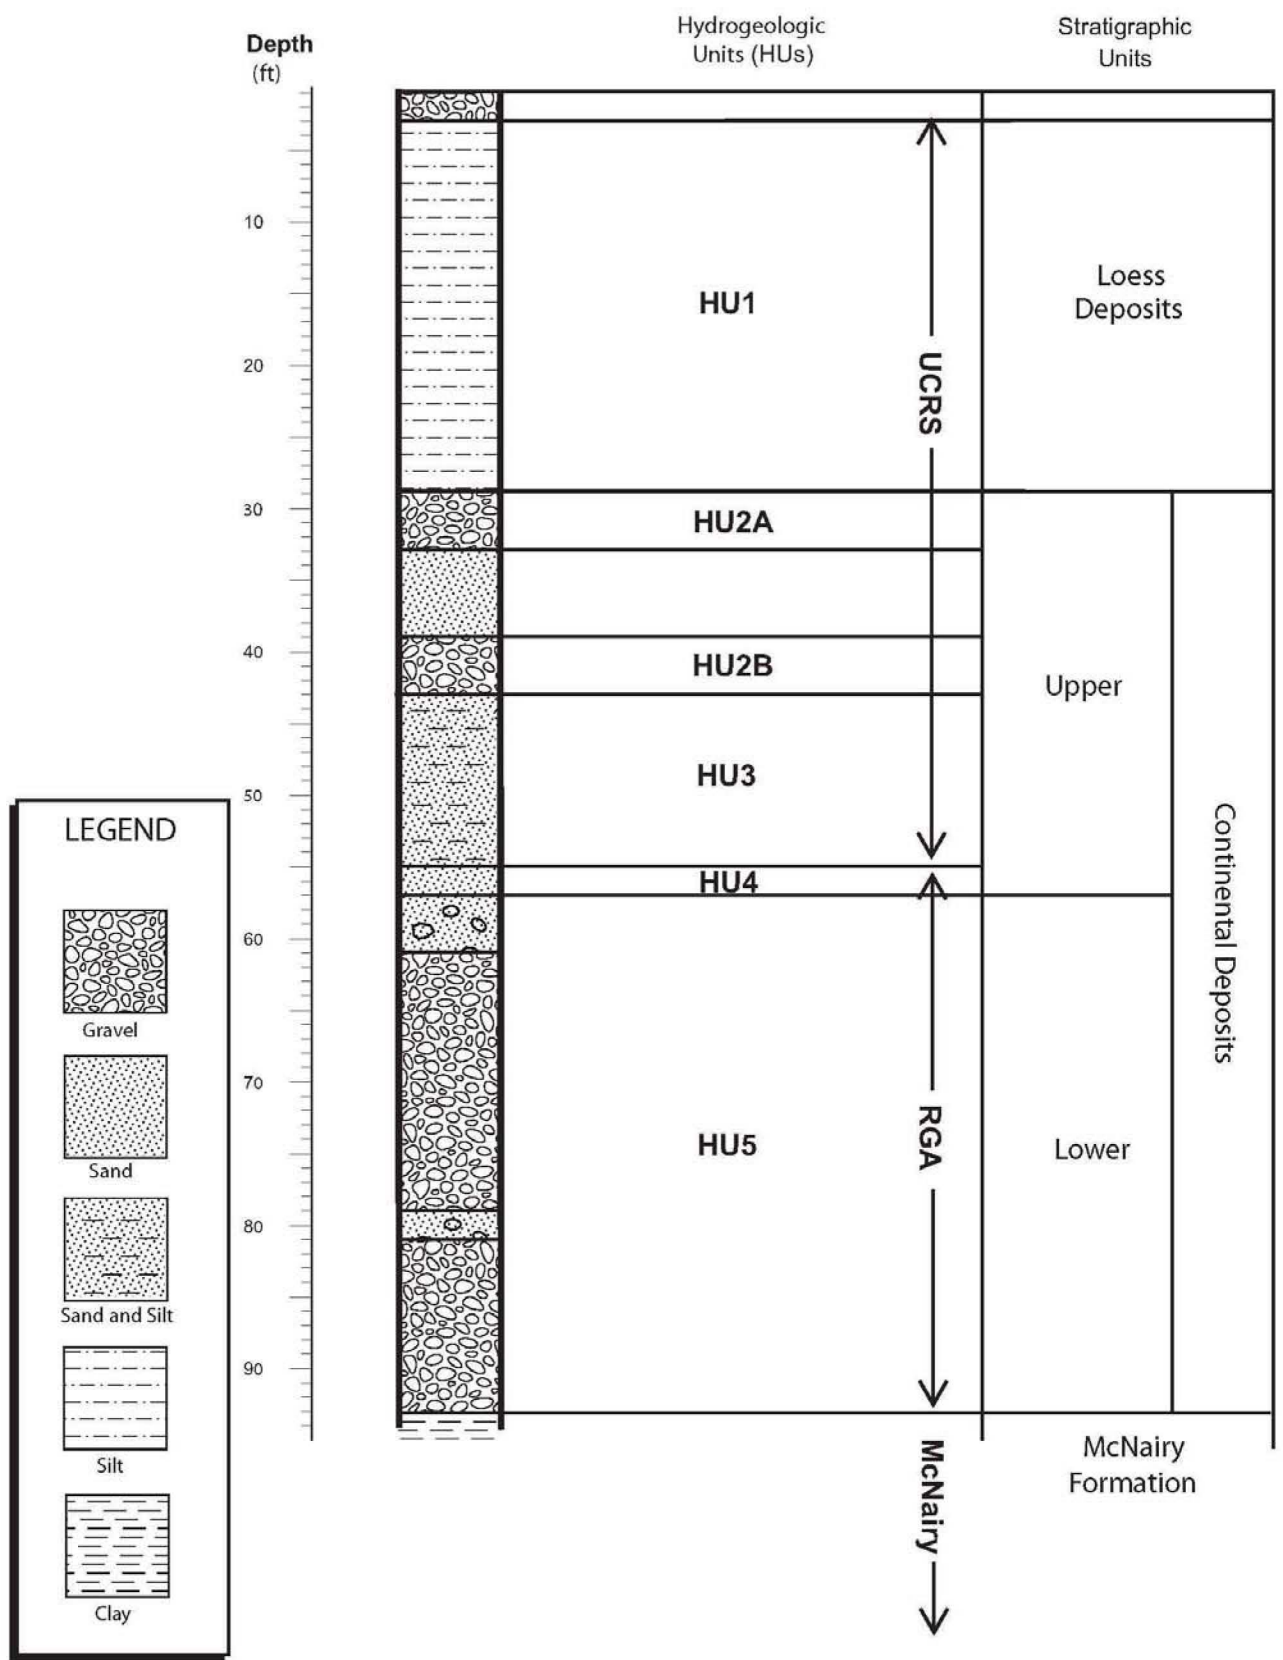 Depth
(ft)
Hydrogeologic
Units (HUs)
Stratigraphic
Units
10
20
30
40
50
60
70
80
90
HU1
HU2A
HU2B
HU3
HU4
HU5
UCRS
RGA
McNairy
Loess
Deposits
Upper
Lower
Continental Deposits
McNairy
Formation
LEGEND
Gravel
Sand
Sand and Silt
Silt
Clay